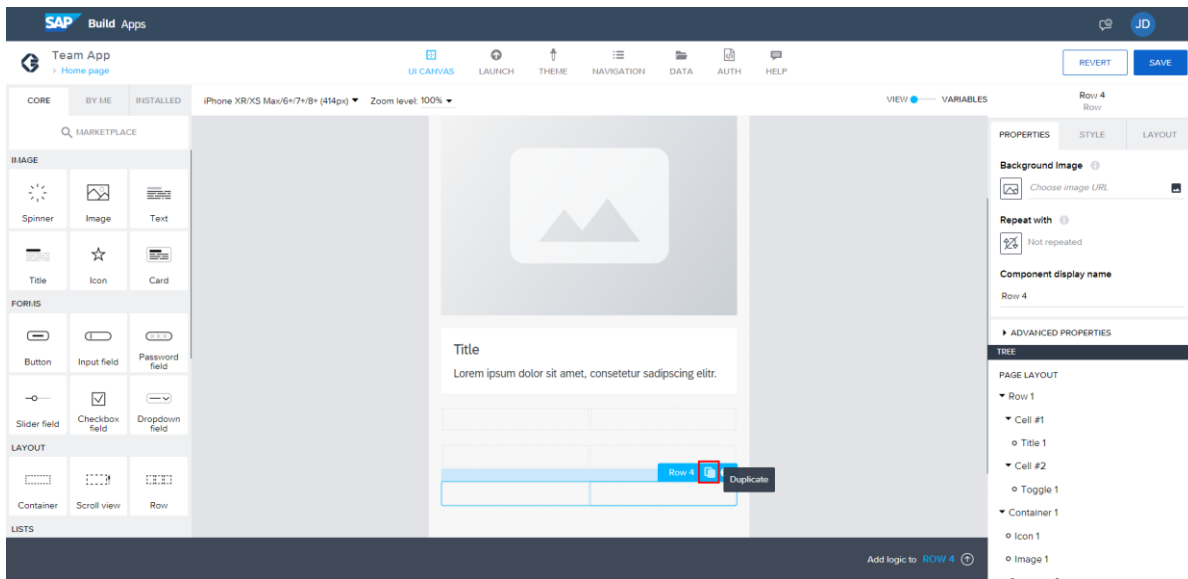 SAP Build Apps
JD
Team App
Home page
UI CANVAS LAUNCH THEME NAVIGATION DATA AUTH HELP
REVERT SAVE
CORE BY ME INSTALLED
iPhone XR/XS Max/6+/7+/8+ (414px) Zoom level: 100%
VIEW VARIABLES
Row 4
Row
MARKETPLACE
PROPERTIES STYLE LAYOUT
IMAGE
Spinner Image Text
Title Icon Card
FORMS
Button Input field Password field
Slider field Checkbox field Dropdown field
LAYOUT
Container Scroll view Row
LISTS
Title
Lorem ipsum dolor sit amet, consetetur sadipscing elitr.
Row 4
Duplicate
Background Image
Choose image URL
Repeat with
Not repeated
Component display name
Row 4
ADVANCED PROPERTIES
TREE
PAGE LAYOUT
Row 1
Cell #1
Title 1
Cell #2
Toggle 1
Container 1
Icon 1
Image 1
Add logic to ROW 4